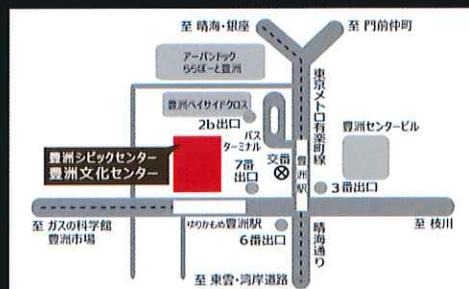 至 晴海・銀座
至 門前仲町
アーバンドック
ららぽーと豊洲
東京メトロ有楽町線
豊洲ベイサイドクロス
2b出口
バス
ターミナル
交番
豊洲駅
豊洲センタービル
豊洲シビックセンター
豊洲文化センター
7番
出口
3番出口
至 ガスの科学館
豊洲市場
ゆりかもめ豊洲駅
6番出口
晴海通り
至 枝川
至 東雲・湾岸道路